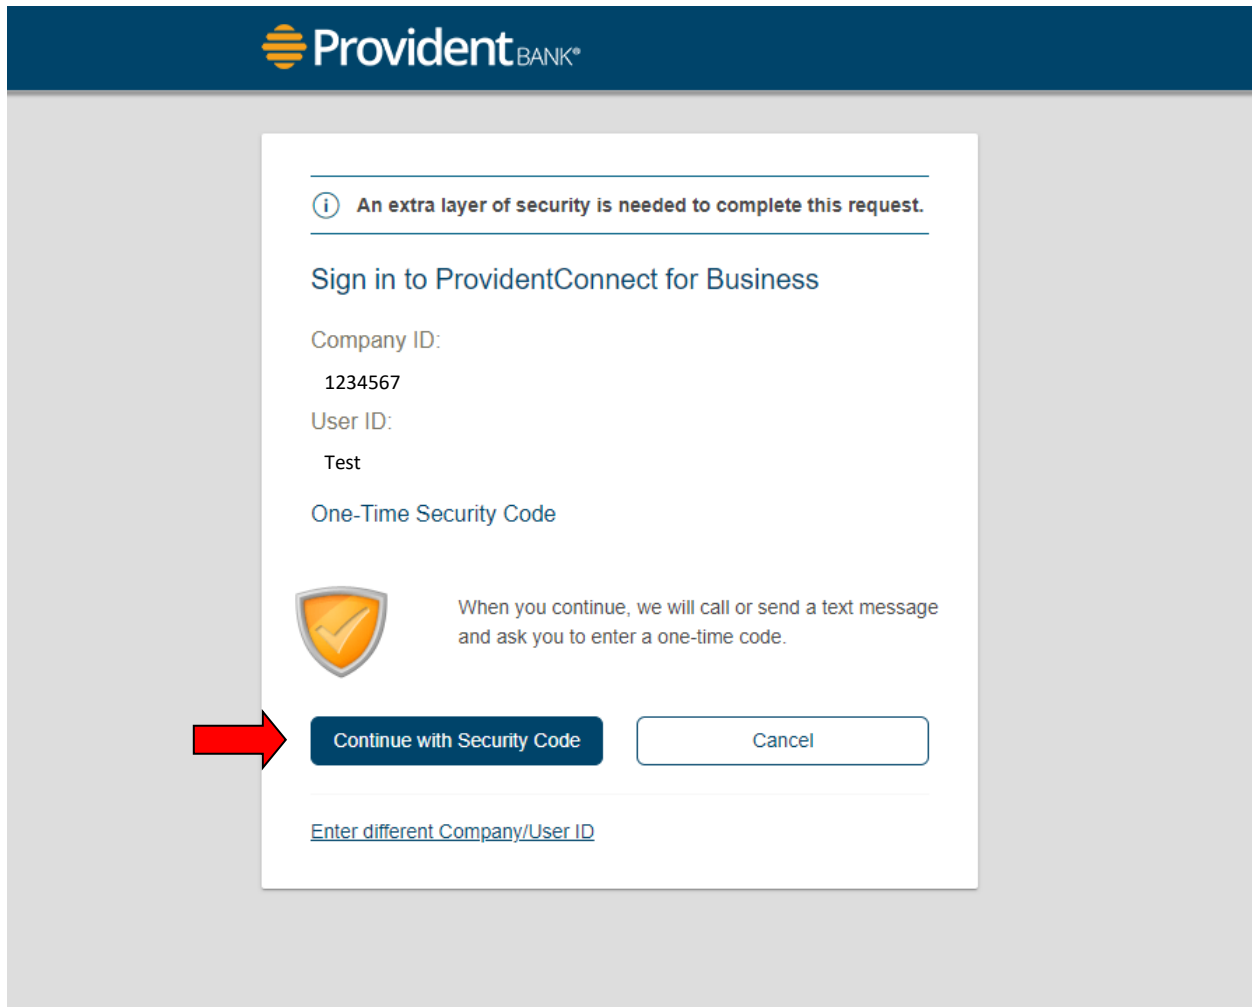 Provident BANK®
An extra layer of security is needed to complete this request.
Sign in to ProvidentConnect for Business
Company ID:
1234567
User ID:
Test
One-Time Security Code
When you continue, we will call or send a text message
and ask you to enter a one-time code.
Continue with Security Code
Cancel
Enter different Company/User ID